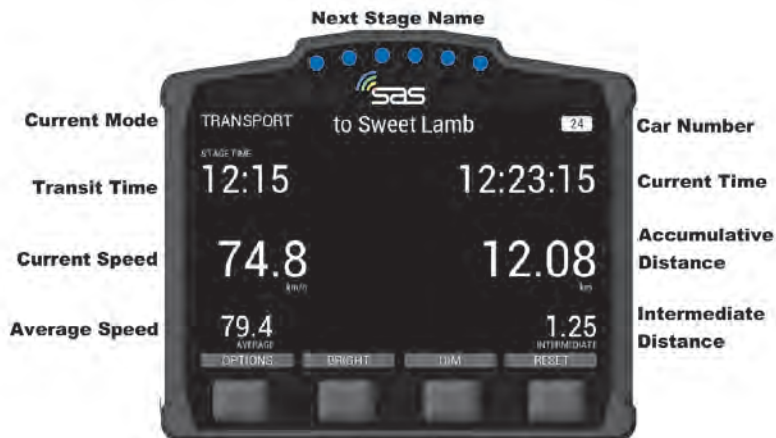 Next Stage Name
sas
Current Mode
TRANSPORT
to Sweet Lamb
24
Car Number
STAGE TIME
Transit Time
12:15
12:23:15
Current Time
Current Speed
74.8
km/h
12.08
km
Accumulative
Distance
Average Speed
79.4
AVERAGE
1.25
INTERMEDIATE
Intermediate
Distance
OPTIONS
BRIGHT
DIM
RESET